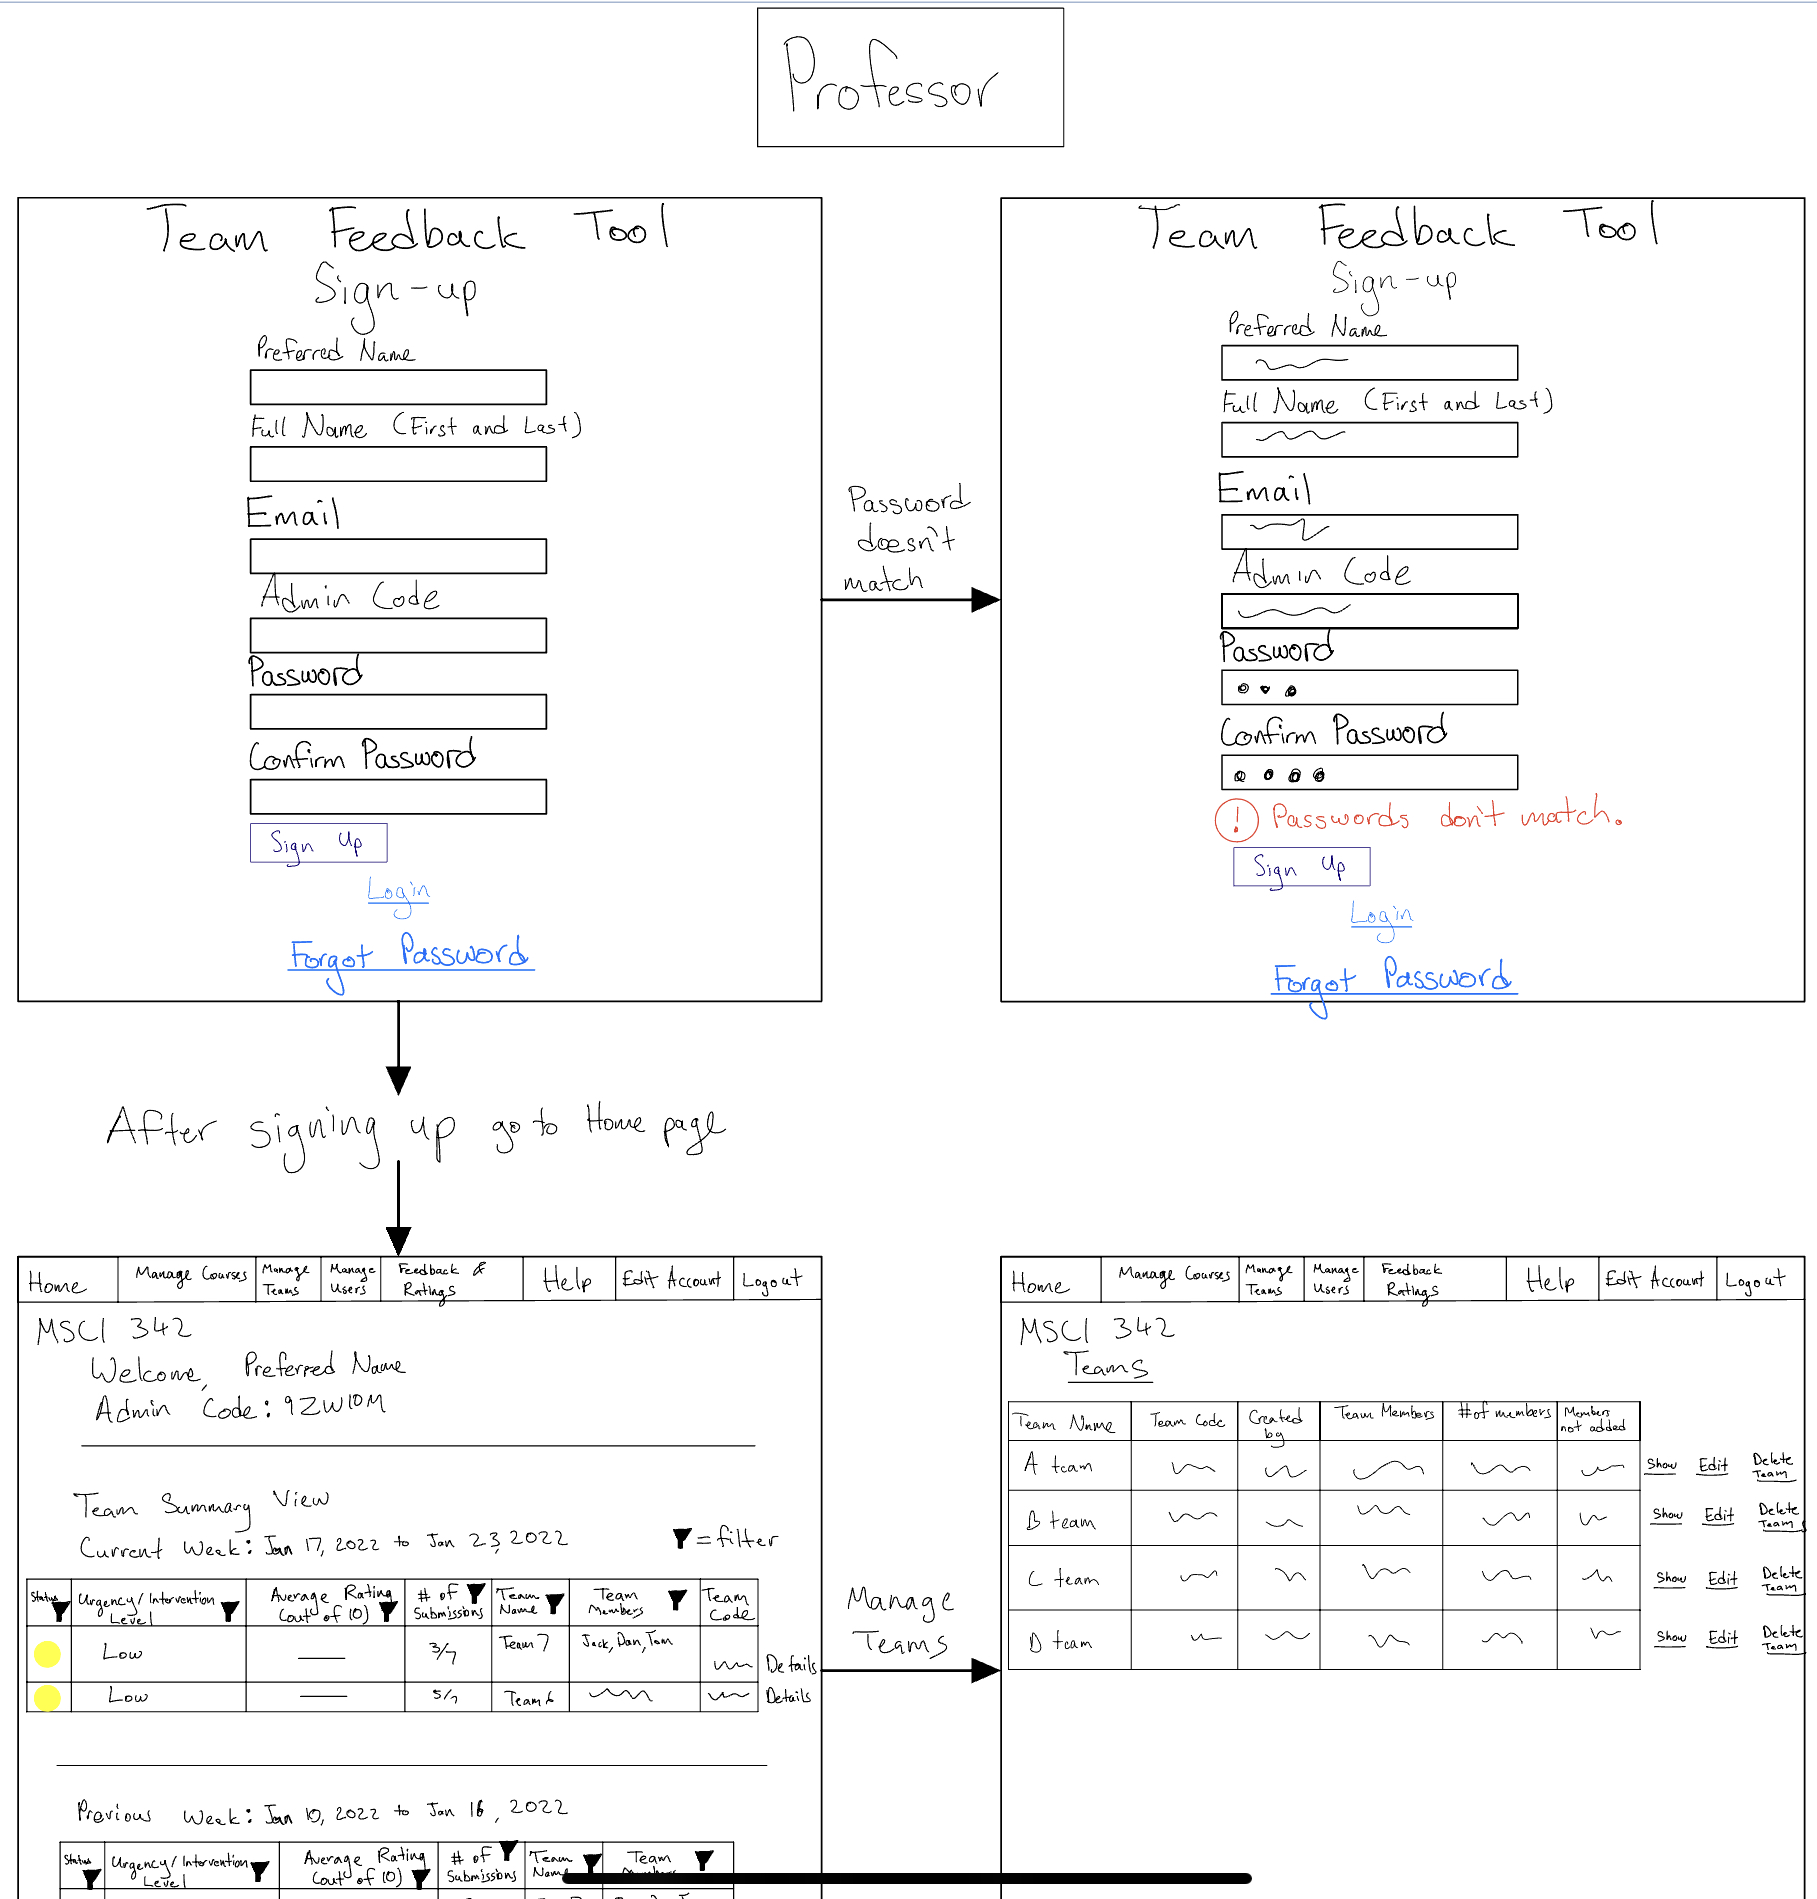 Professor
Team Feedback Tool
Sign-up
Preferred Name
Full Name (First and Last)
Email
Admin Code
Password
Confirm Password
Sign Up
Login
Forgot Password
Password
doesn't
match
Team Feedback Tool
Sign-up
Preferred Name
Full Name (First and Last)
Email
Admin Code
Password
Confirm Password
! Passwords don't match.
Sign Up
Login
Forgot Password
After signing up go to Home page
Home Manage Courses Manage Teams Manage Users Feedback & Ratings Help Edit Account Logout
MSCI 342
Welcome, Preferred Name
Admin Code: 9ZW10M
Team Summary View
Current Week: Jan 17, 2022 to Jan 23, 2022
= filter
Status Urgency/Intervention Level Average Rating (out of 10) # of Submissions Team Name Team Members Team Code
Low 3/7 Team 7 Jack, Dan, Tom Details
Low 5/7 Team 6 Details
Previous Week: Jan 10, 2022 to Jan 16, 2022
Status Urgency/Intervention Level Average Rating (out of 10) # of Submissions Team Name Team
Manage
Teams
Home Manage Courses Manage Teams Manage Users Feedback Ratings Help Edit Account Logout
MSCI 342
Teams
Team Name Team Code Created by Team Members # of members Members not added
A team Show Edit Delete Team
B team Show Edit Delete Team
C team Show Edit Delete Team
D team Show Edit Delete Team